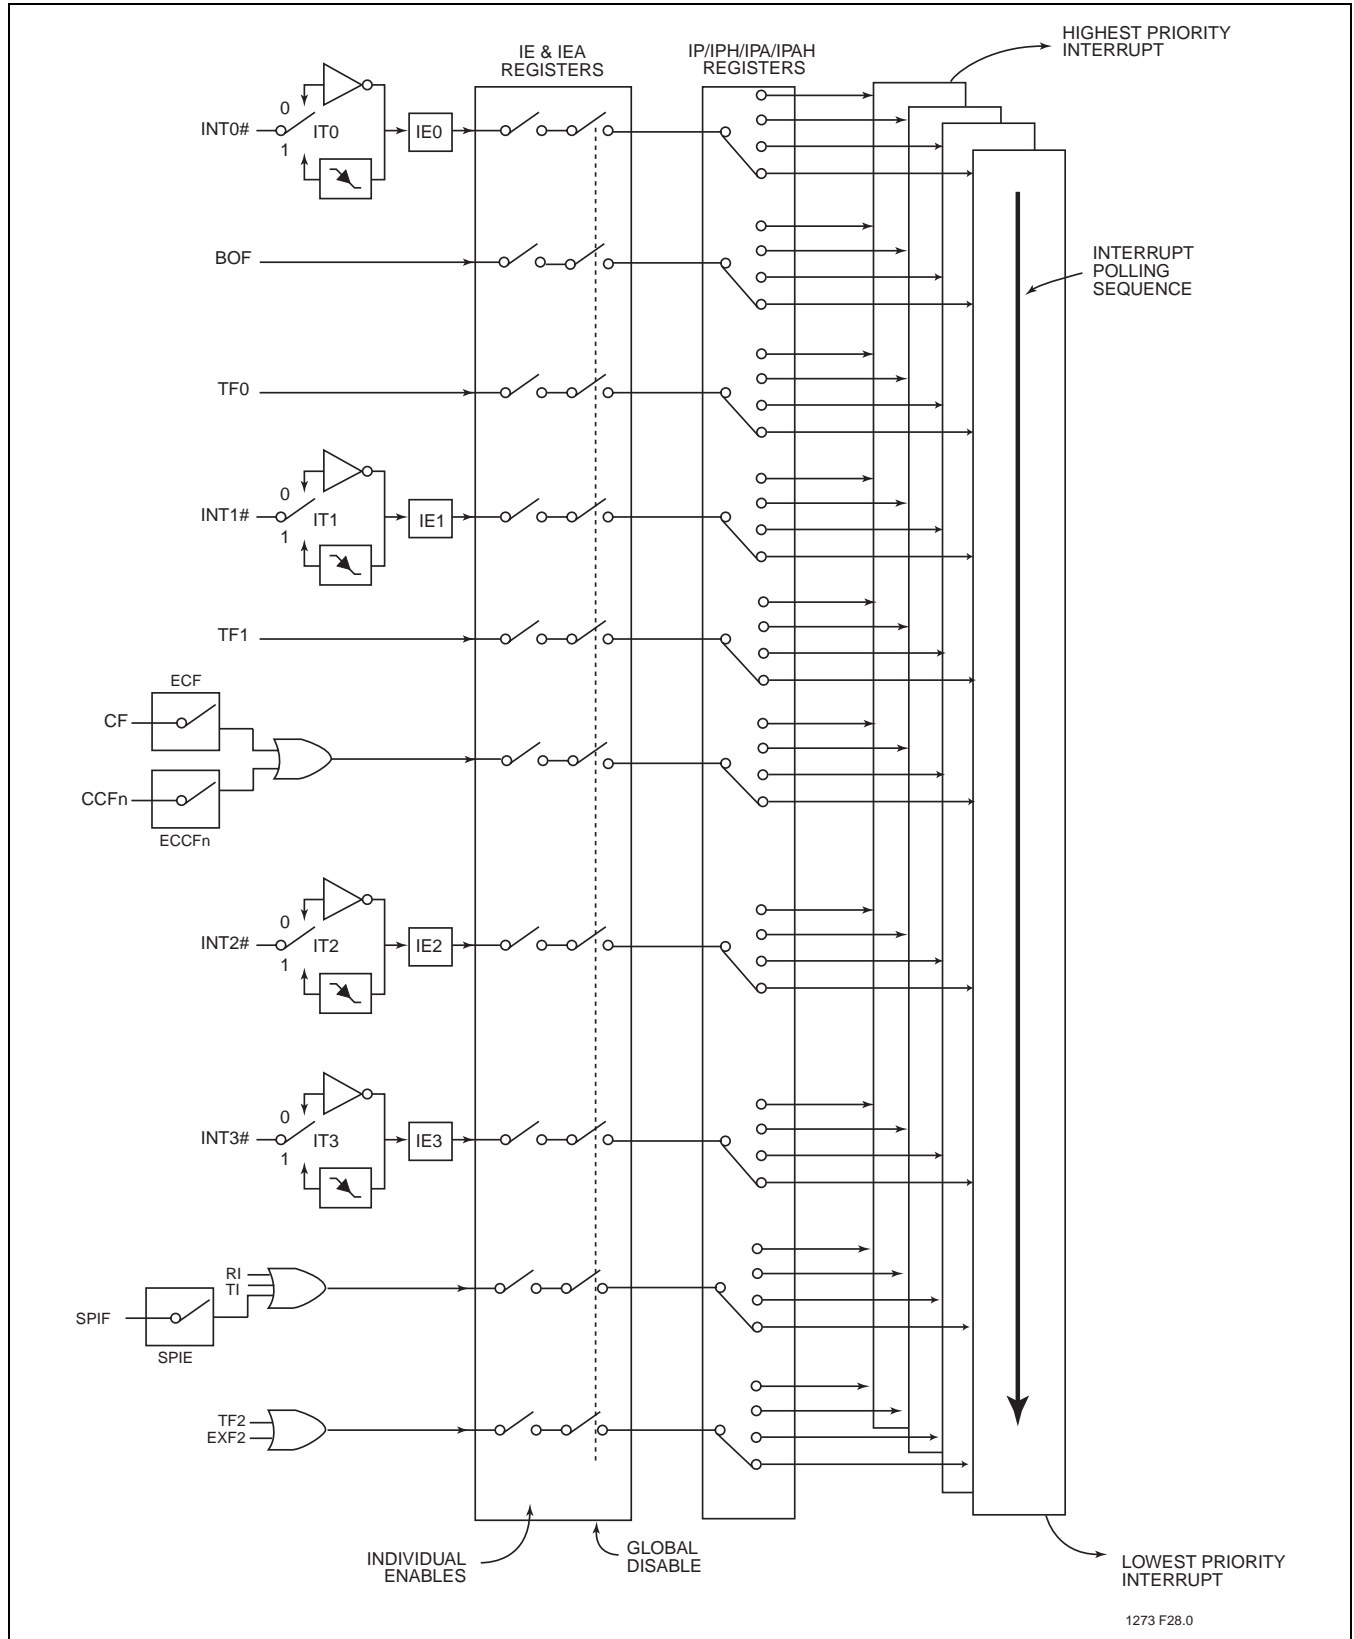 IE & IEA
REGISTERS
IP/IPH/IPA/IPAH
REGISTERS
HIGHEST PRIORITY
INTERRUPT
0
INT0#
IT0
IE0
1
BOF
INTERRUPT
POLLING
SEQUENCE
TF0
0
INT1#
IT1
IE1
1
TF1
ECF
CF
CCFn
ECCFn
0
INT2#
IT2
IE2
1
0
INT3#
IT3
IE3
1
RI
TI
SPIF
SPIE
TF2
EXF2
INDIVIDUAL
ENABLES
GLOBAL
DISABLE
LOWEST PRIORITY
INTERRUPT
1273 F28.0